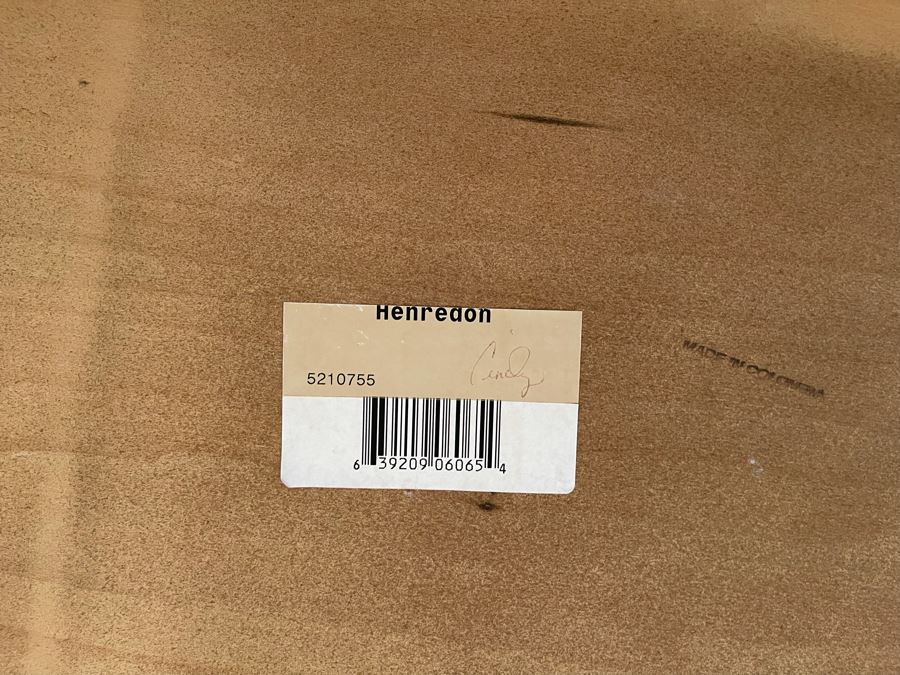 Henredon
Cindy
5210755
MADE IN COLOMBIA
6 39209 06065 4